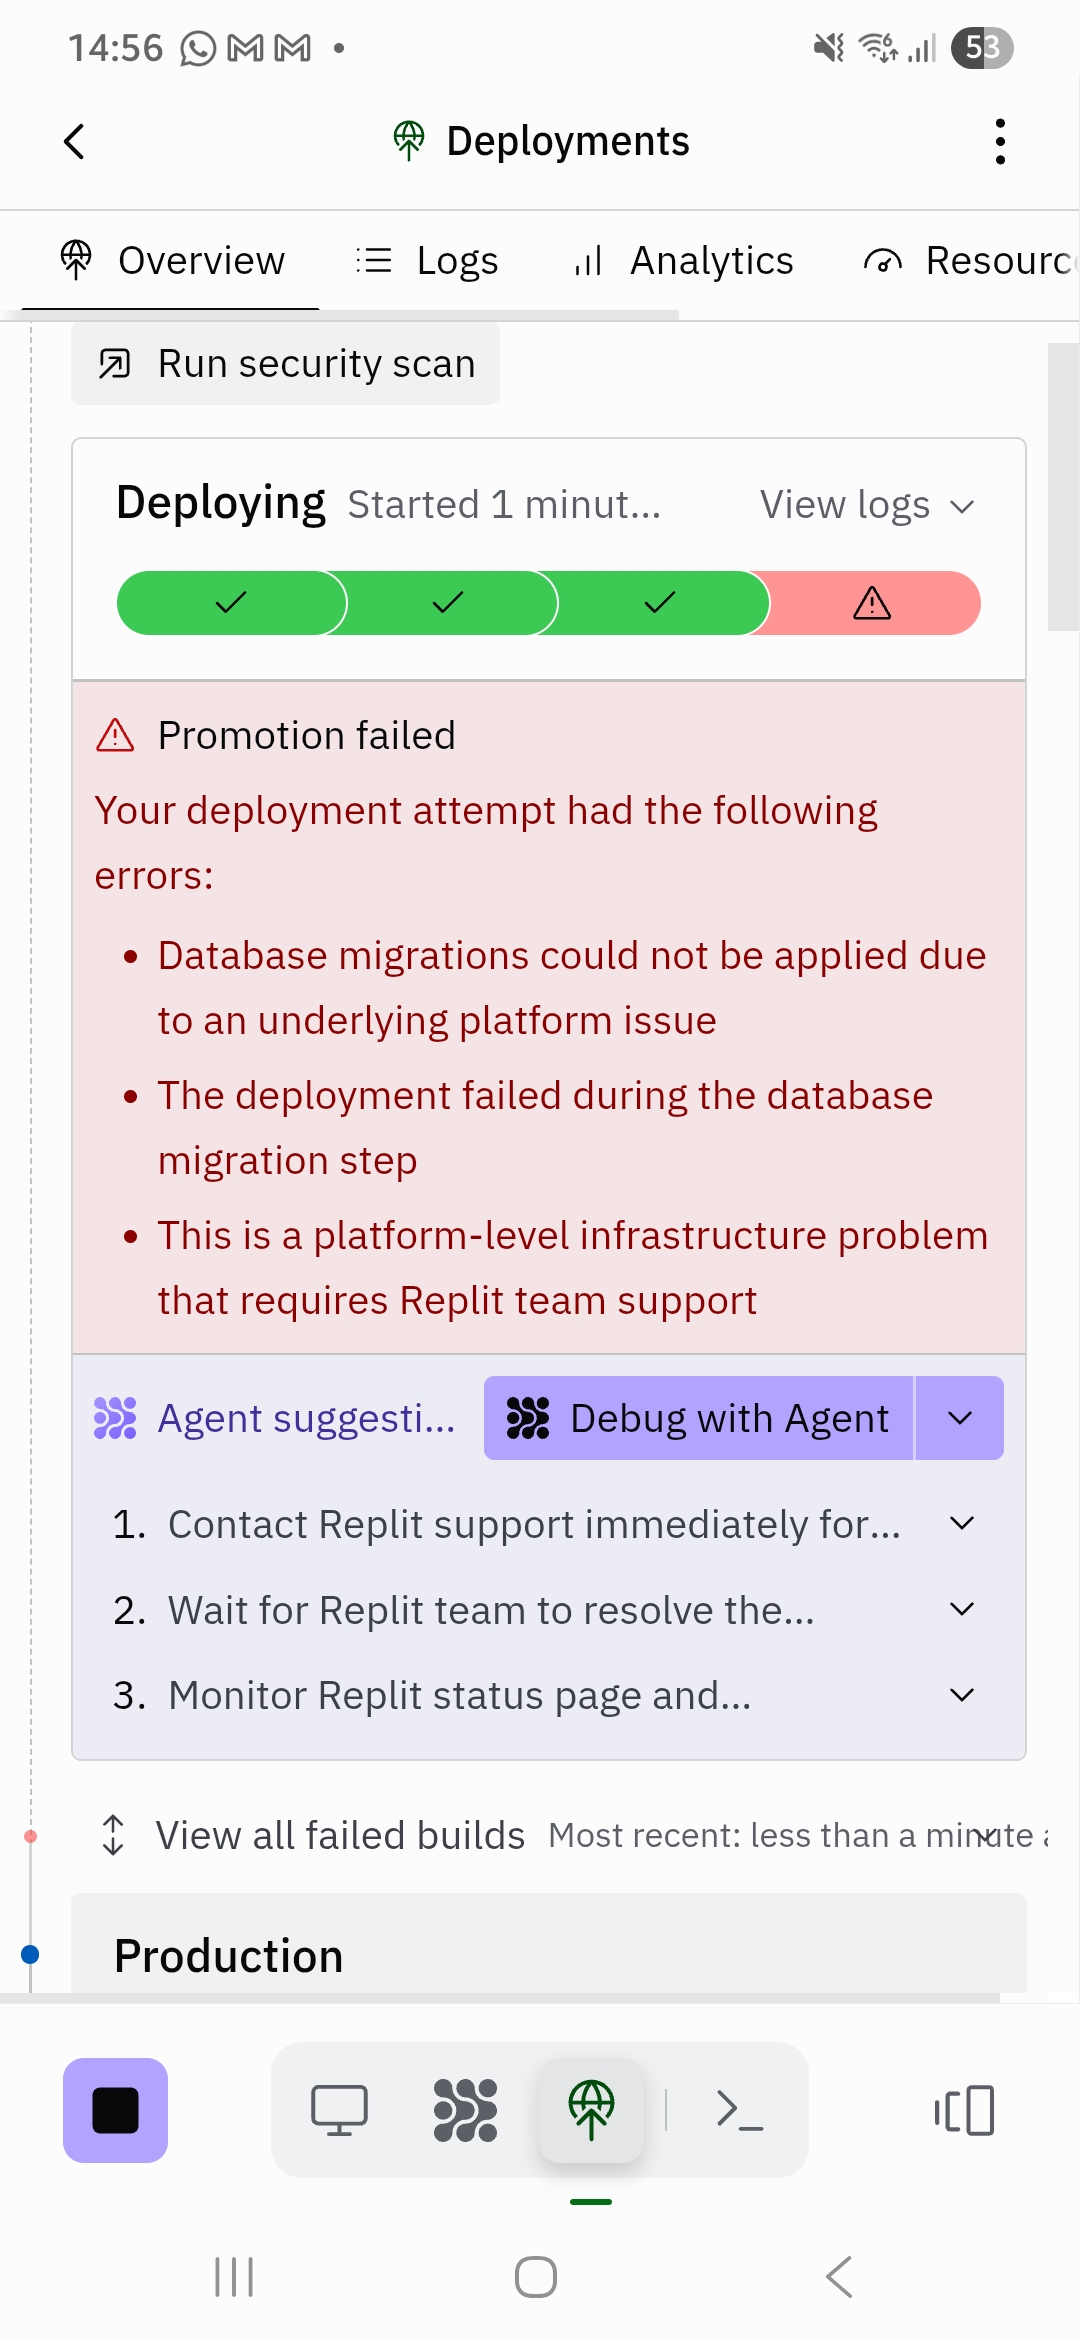 14:56
53
Deployments
Overview
Logs
Analytics
Resourc
Run security scan
Deploying Started 1 minut... View logs
Promotion failed
Your deployment attempt had the following
errors:
• Database migrations could not be applied due
to an underlying platform issue
• The deployment failed during the database
migration step
• This is a platform-level infrastructure problem
that requires Replit team support
Agent suggesti... Debug with Agent
1. Contact Replit support immediately for...
2. Wait for Replit team to resolve the...
3. Monitor Replit status page and...
View all failed builds Most recent: less than a minute
Production